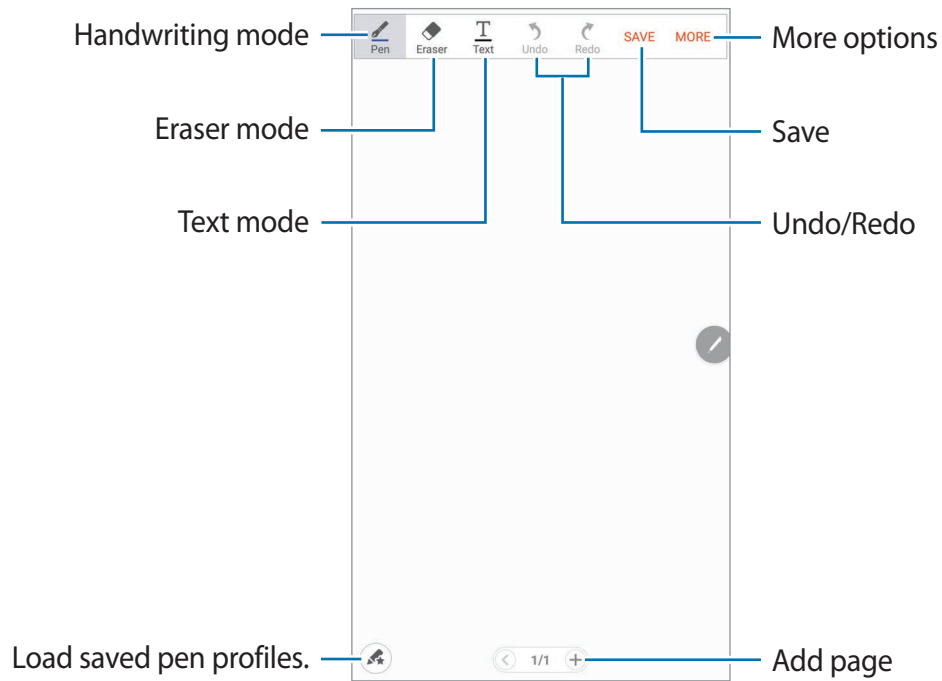 Handwriting mode
Pen
Eraser
Text
Undo
Redo
SAVE
MORE
More options
Eraser mode
Save
Text mode
Undo/Redo
Load saved pen profiles.
1/1
Add page